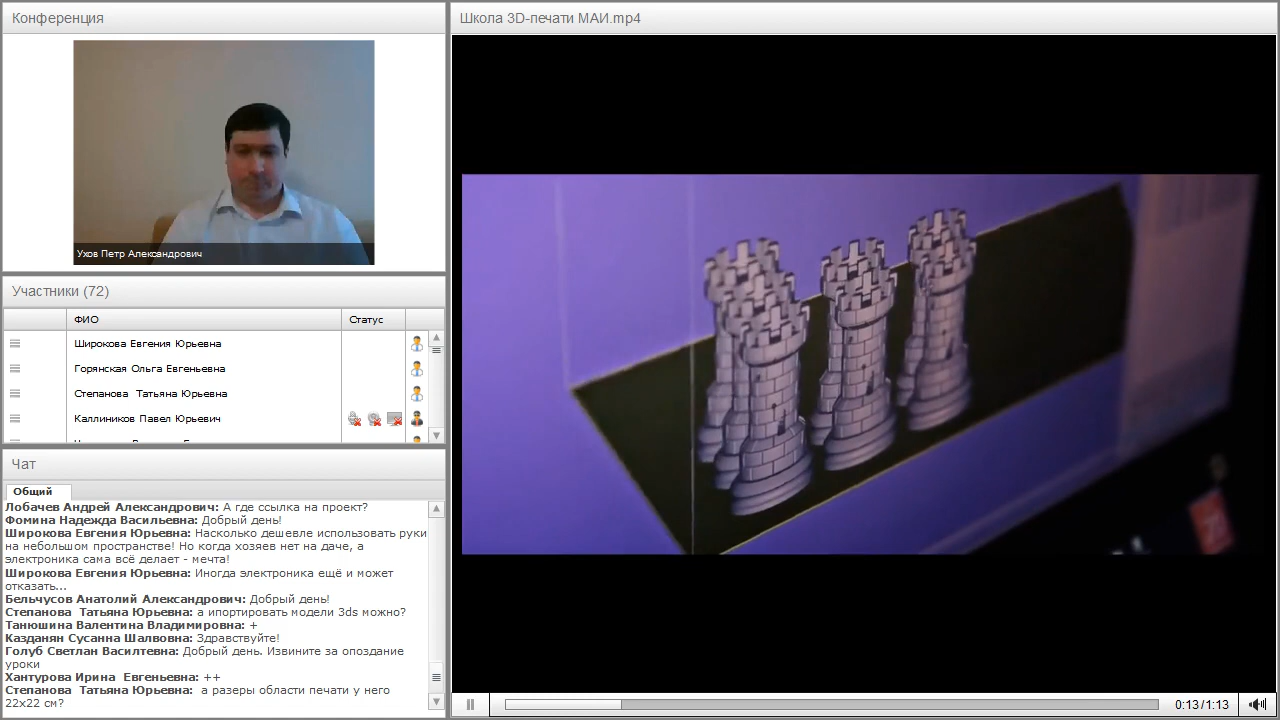 Конференция
Ухов Петр Александрович
Участники (72)
ФИО
Статус
Широкова Евгения Юрьевна
Горянская Ольга Евгеньевна
Степанова Татьяна Юрьевна
Каллиников Павел Юрьевич
Чат
Общий
Лобачев Андрей Александрович: А где ссылка на проект?
Фомина Надежда Васильевна: Добрый день!
Широкова Евгения Юрьевна: Насколько дешевле использовать руки
на небольшом пространстве! Но когда хозяев нет на даче, а
электроника сама всё делает - мечта!
Широкова Евгения Юрьевна: Иногда электроника ещё и может
отказать...
Бельчусов Анатолий Александрович: Добрый день!
Степанова Татьяна Юрьевна: а ипортировать модели 3ds можно?
Танюшина Валентина Владимировна: +
Казданян Сусанна Шалвовна: Здравствуйте!
Голуб Светлан Василтевна: Добрый день. Извините за опоздание
уроки
Хантурова Ирина Евгеньевна: ++
Степанова Татьяна Юрьевна: а разеры области печати у него
22х22 см?
Школа 3D-печати МАИ.mp4
0:13/1:13